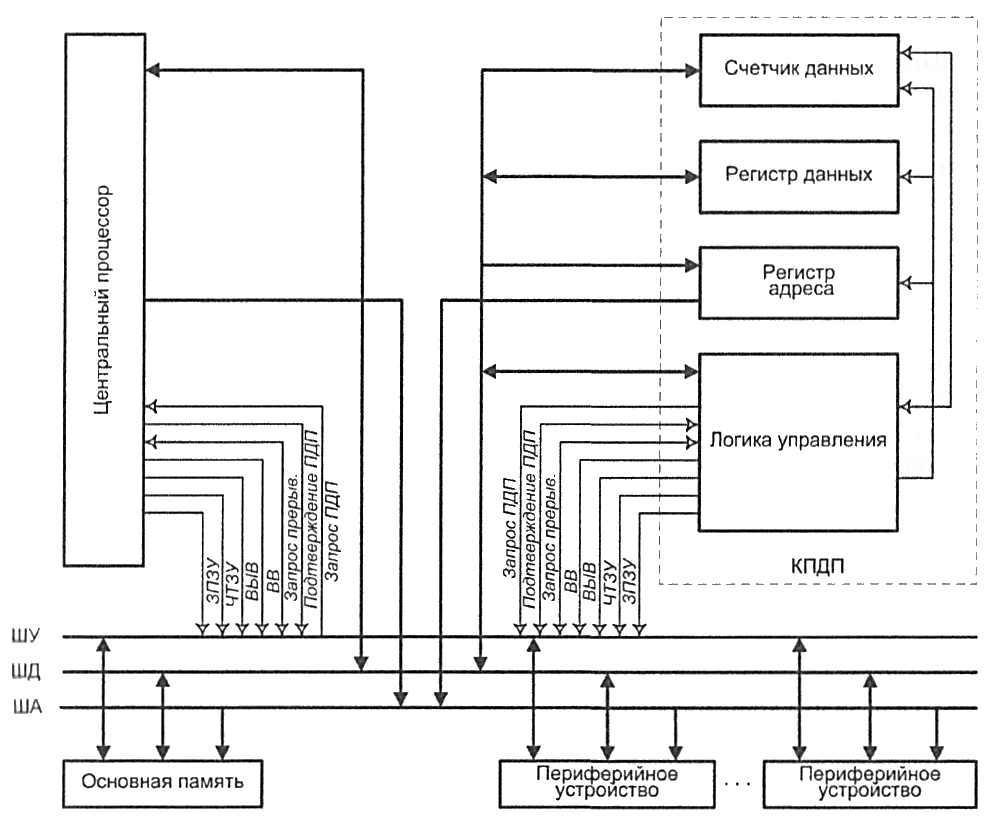 Центральный процессор
Счетчик данных
Регистр данных
Регистр
адреса
Логика управления
КПДП
ЗПЗУ
ЧТЗУ
ВЫВ
ВВ
Запрос прерыв.
Подтверждение ПДП
Запрос ПДП
Запрос ПДП
Подтверждение ПДП
Запрос прерыв.
ВВ
ВЫВ
ЧТЗУ
ЗПЗУ
ШУ
ШД
ША
Основная память
Периферийное
устройство
. . .
Периферийное
устройство